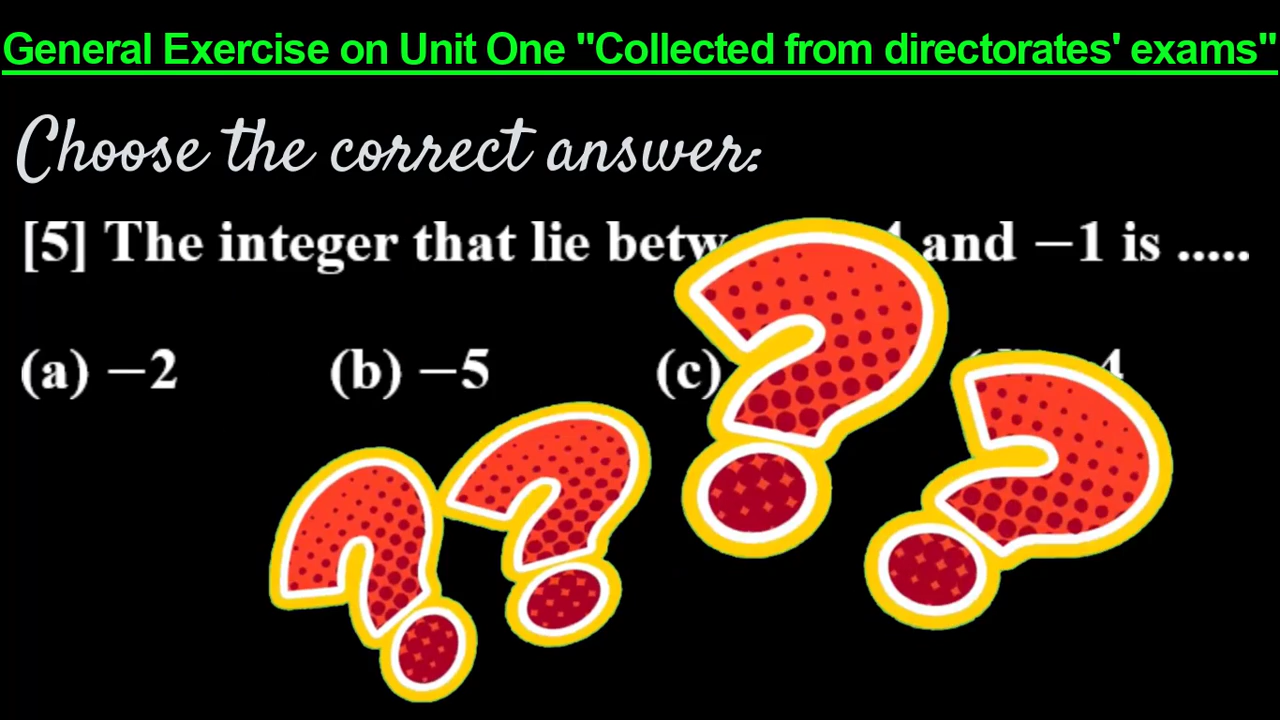 General Exercise on Unit One "Collected from directorates' exams"
Choose the correct answer:
[5] The integer that lie and −1 is .....
(a) −2 (b) −5 (c) 4